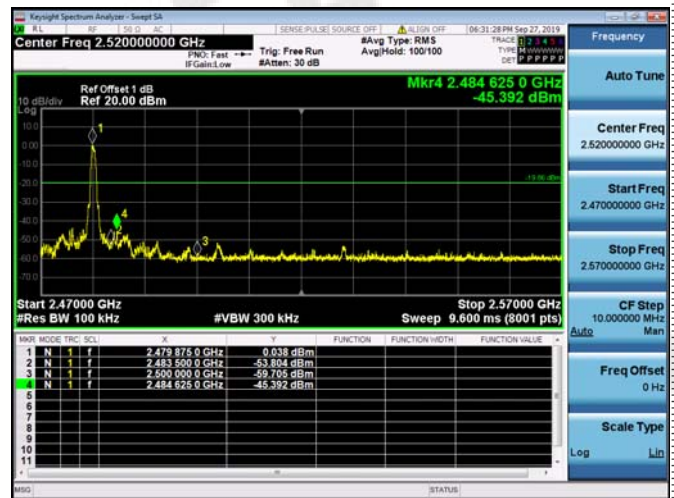 Keysight Spectrum Analyzer - Swept SA
RL RF 50 Ω AC SENSE:PULSE SOURCE OFF ALIGN OFF 06:31:28 PM Sep 27, 2019
Center Freq 2.520000000 GHz #Avg Type: RMS TRACE 1 2 3 4 5 6
PNO: Fast Trig: Free Run Avg|Hold: 100/100 TYPE M W W W W W
IFGain:Low #Atten: 30 dB DET P P P P P P
Ref Offset 1 dB Mkr4 2.484 625 0 GHz
10 dB/div Ref 20.00 dBm -45.392 dBm
Log
10.0
0.00
-10.0
-20.0
-30.0
-40.0
-50.0
-60.0
-70.0
1
4
3
-19.96 dBm
Start 2.47000 GHz Stop 2.57000 GHz
#Res BW 100 kHz #VBW 300 kHz Sweep 9.600 ms (8001 pts)
MKR MODE TRC SCL X Y FUNCTION FUNCTION WIDTH FUNCTION VALUE
1 N 1 f 2.479 875 0 GHz 0.038 dBm
2 N 1 f 2.483 500 0 GHz -53.804 dBm
3 N 1 f 2.500 000 0 GHz -59.705 dBm
4 N 1 f 2.484 625 0 GHz -45.392 dBm
5
6
7
8
9
10
11
MSG STATUS
Frequency
Auto Tune
Center Freq
2.520000000 GHz
Start Freq
2.470000000 GHz
Stop Freq
2.570000000 GHz
CF Step
10.000000 MHz
Auto Man
Freq Offset
0 Hz
Scale Type
Log Lin